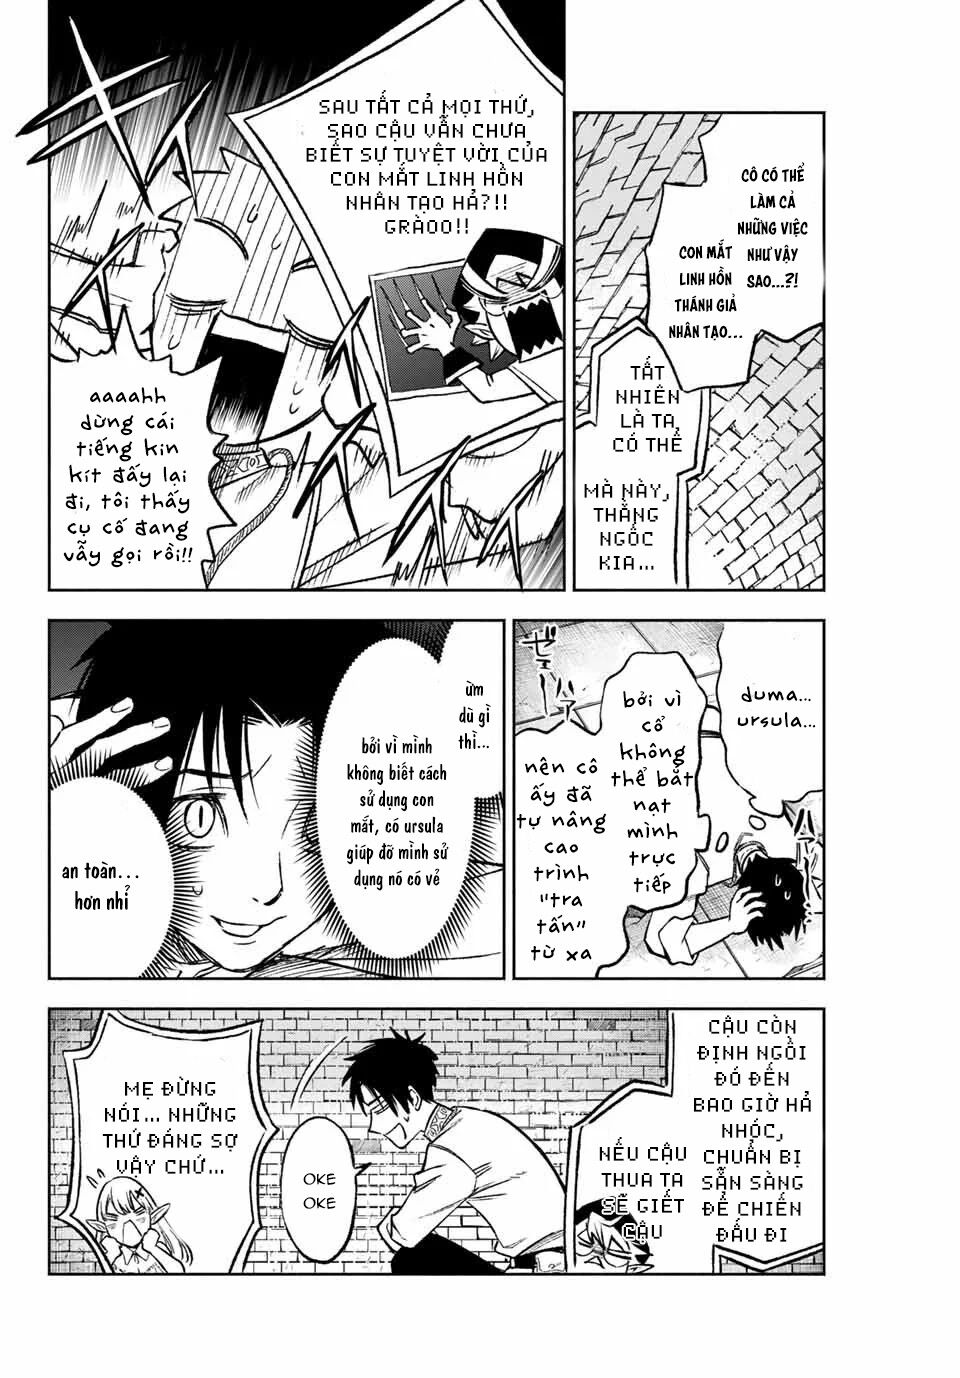 CÔ CÓ THỂ
LÀM CẢ
NHỮNG VIỆC
NHƯ VẬY
SAO...?!
CON MẮT
LINH HỒN
THÁNH GIẢ
NHÂN TẠO...
TẤT
NHIÊN
LÀ TA,
CÓ THỂ
MÀ NÀY,
THẰNG
NGỐC
KIA...
SAU TẤT CẢ MỌI THỨ,
SAO CẬU VẪN CHƯA
BIẾT SỰ TUYỆT VỜI CỦA
CON MẮT LINH HỒN
NHÂN TẠO HẢ?!!
GRÀOO!!
aaaahh
dừng cái
tiếng kin
kít đấy lại
đi, tôi thấy
cụ cố đang
vẫy gọi rồi!!
duma...
ursula...
bởi vì
cổ
không
thể bắt
nạt
mình
trực
tiếp
nên cô
ấy đã
tự nâng
cao
trình
"tra
tấn"
từ xa
ゼェーハァ
ừm
dù gì
thì...
bởi vì mình
không biết cách
sử dụng con
mắt, có ursula
giúp đỡ mình sử
dụng nó có vẻ
an toàn...
hơn nhỉ
CẬU CÒN
ĐỊNH NGỒI
ĐÓ ĐẾN
BAO GIỜ HẢ
NHÓC,
CHUẨN BỊ
SẴN SÀNG
ĐỂ CHIẾN
ĐẤU ĐI
NẾU CẬU
THUA TA
SẼ GIẾT
CẬU
OKE
OKE
MẸ ĐỪNG
NÓI... NHỮNG
THỨ ĐÁNG SỢ
VẬY CHỨ...